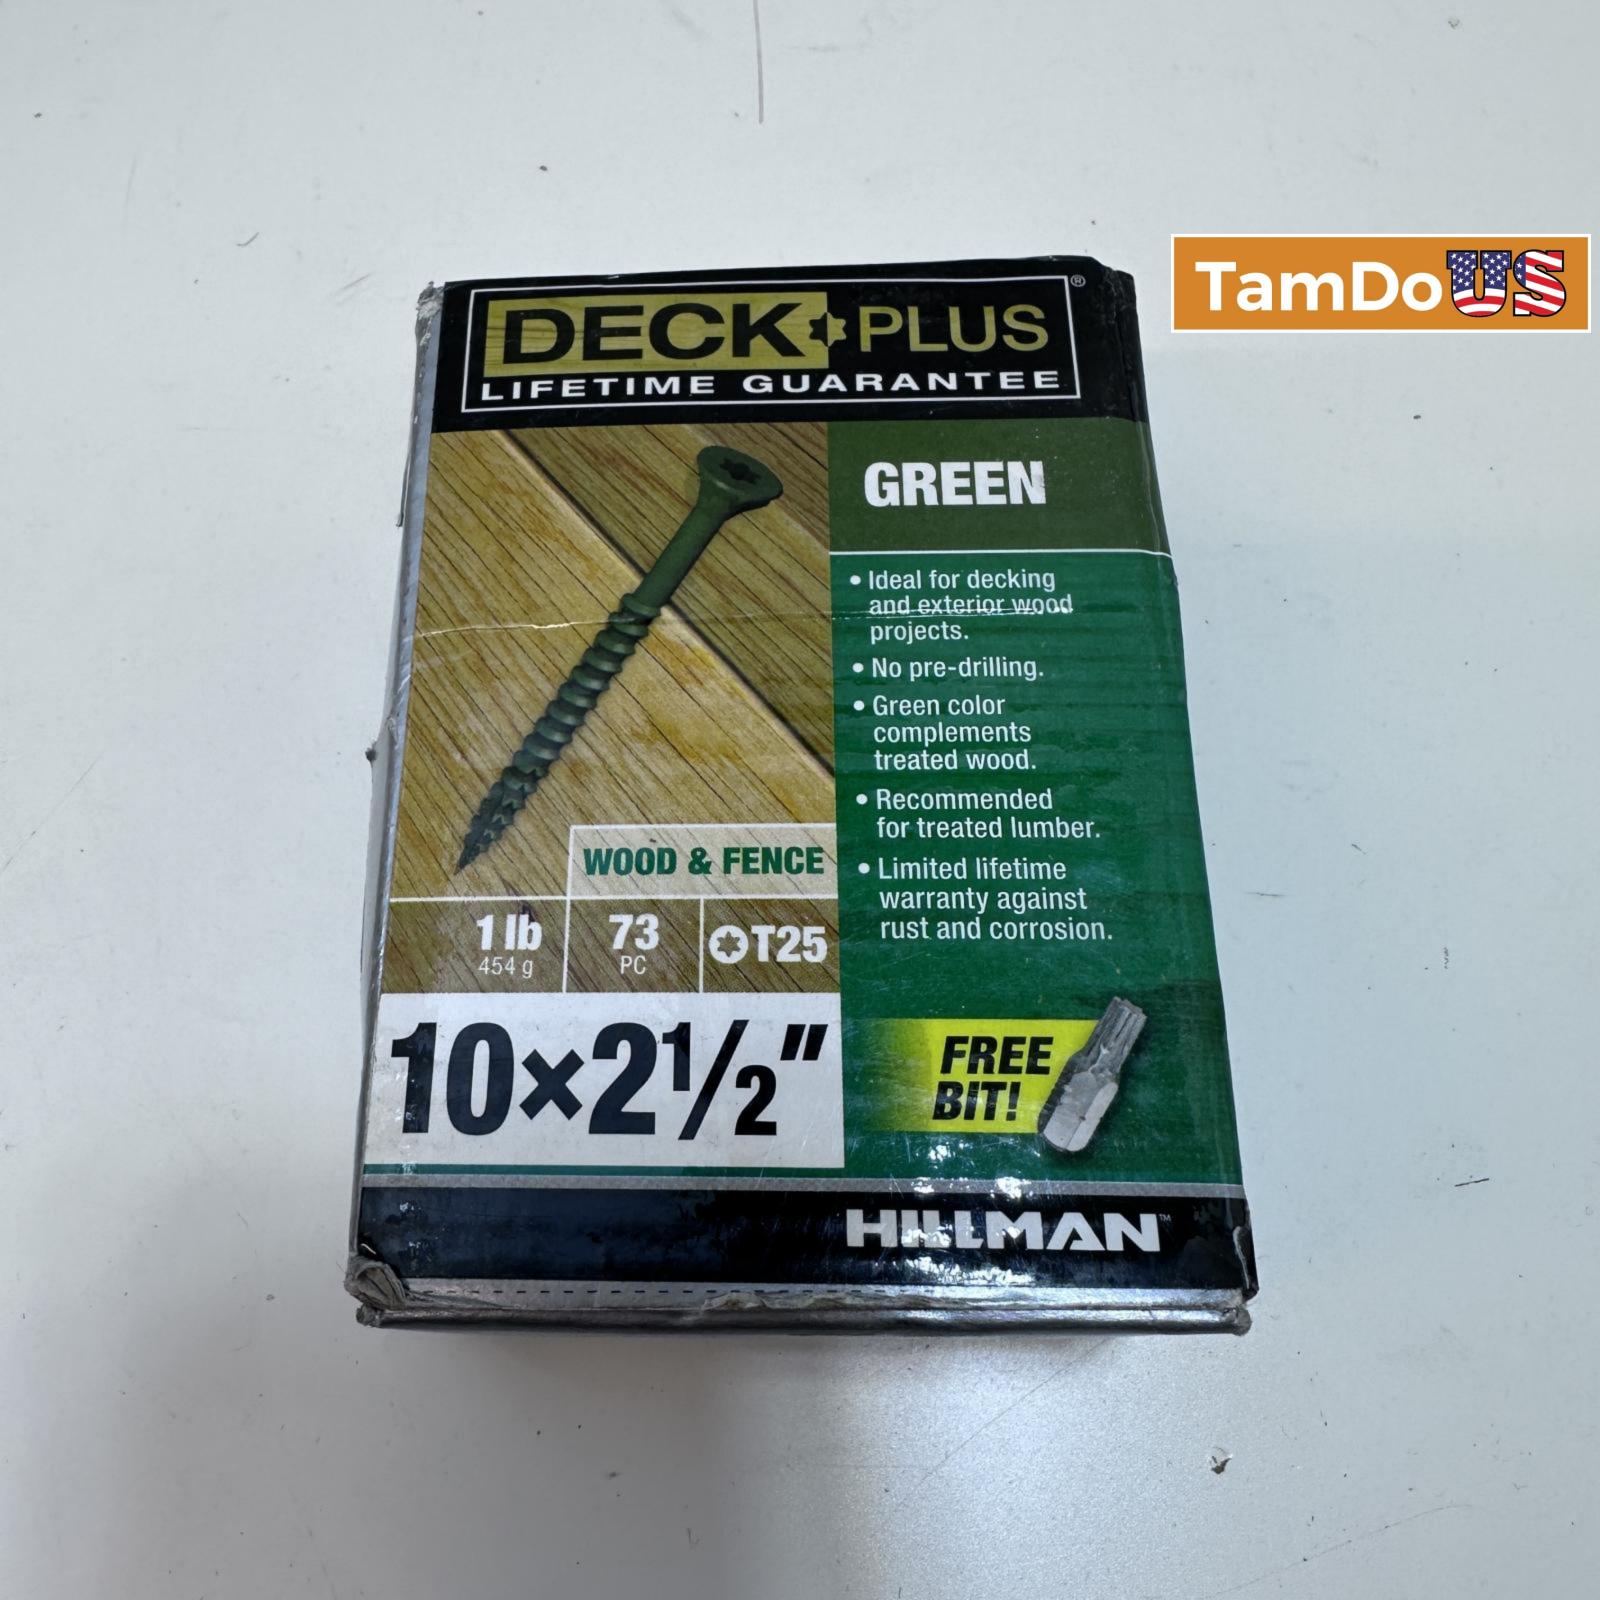 TamDoUS
DECK PLUS®
LIFETIME GUARANTEE
GREEN
• Ideal for decking
and exterior wood
projects.
• No pre-drilling.
• Green color
complements
treated wood.
• Recommended
for treated lumber.
• Limited lifetime
warranty against
rust and corrosion.
WOOD & FENCE
1 lb
454 g
73
PC
T25
10×2½"
FREE
BIT!
HILLMAN™